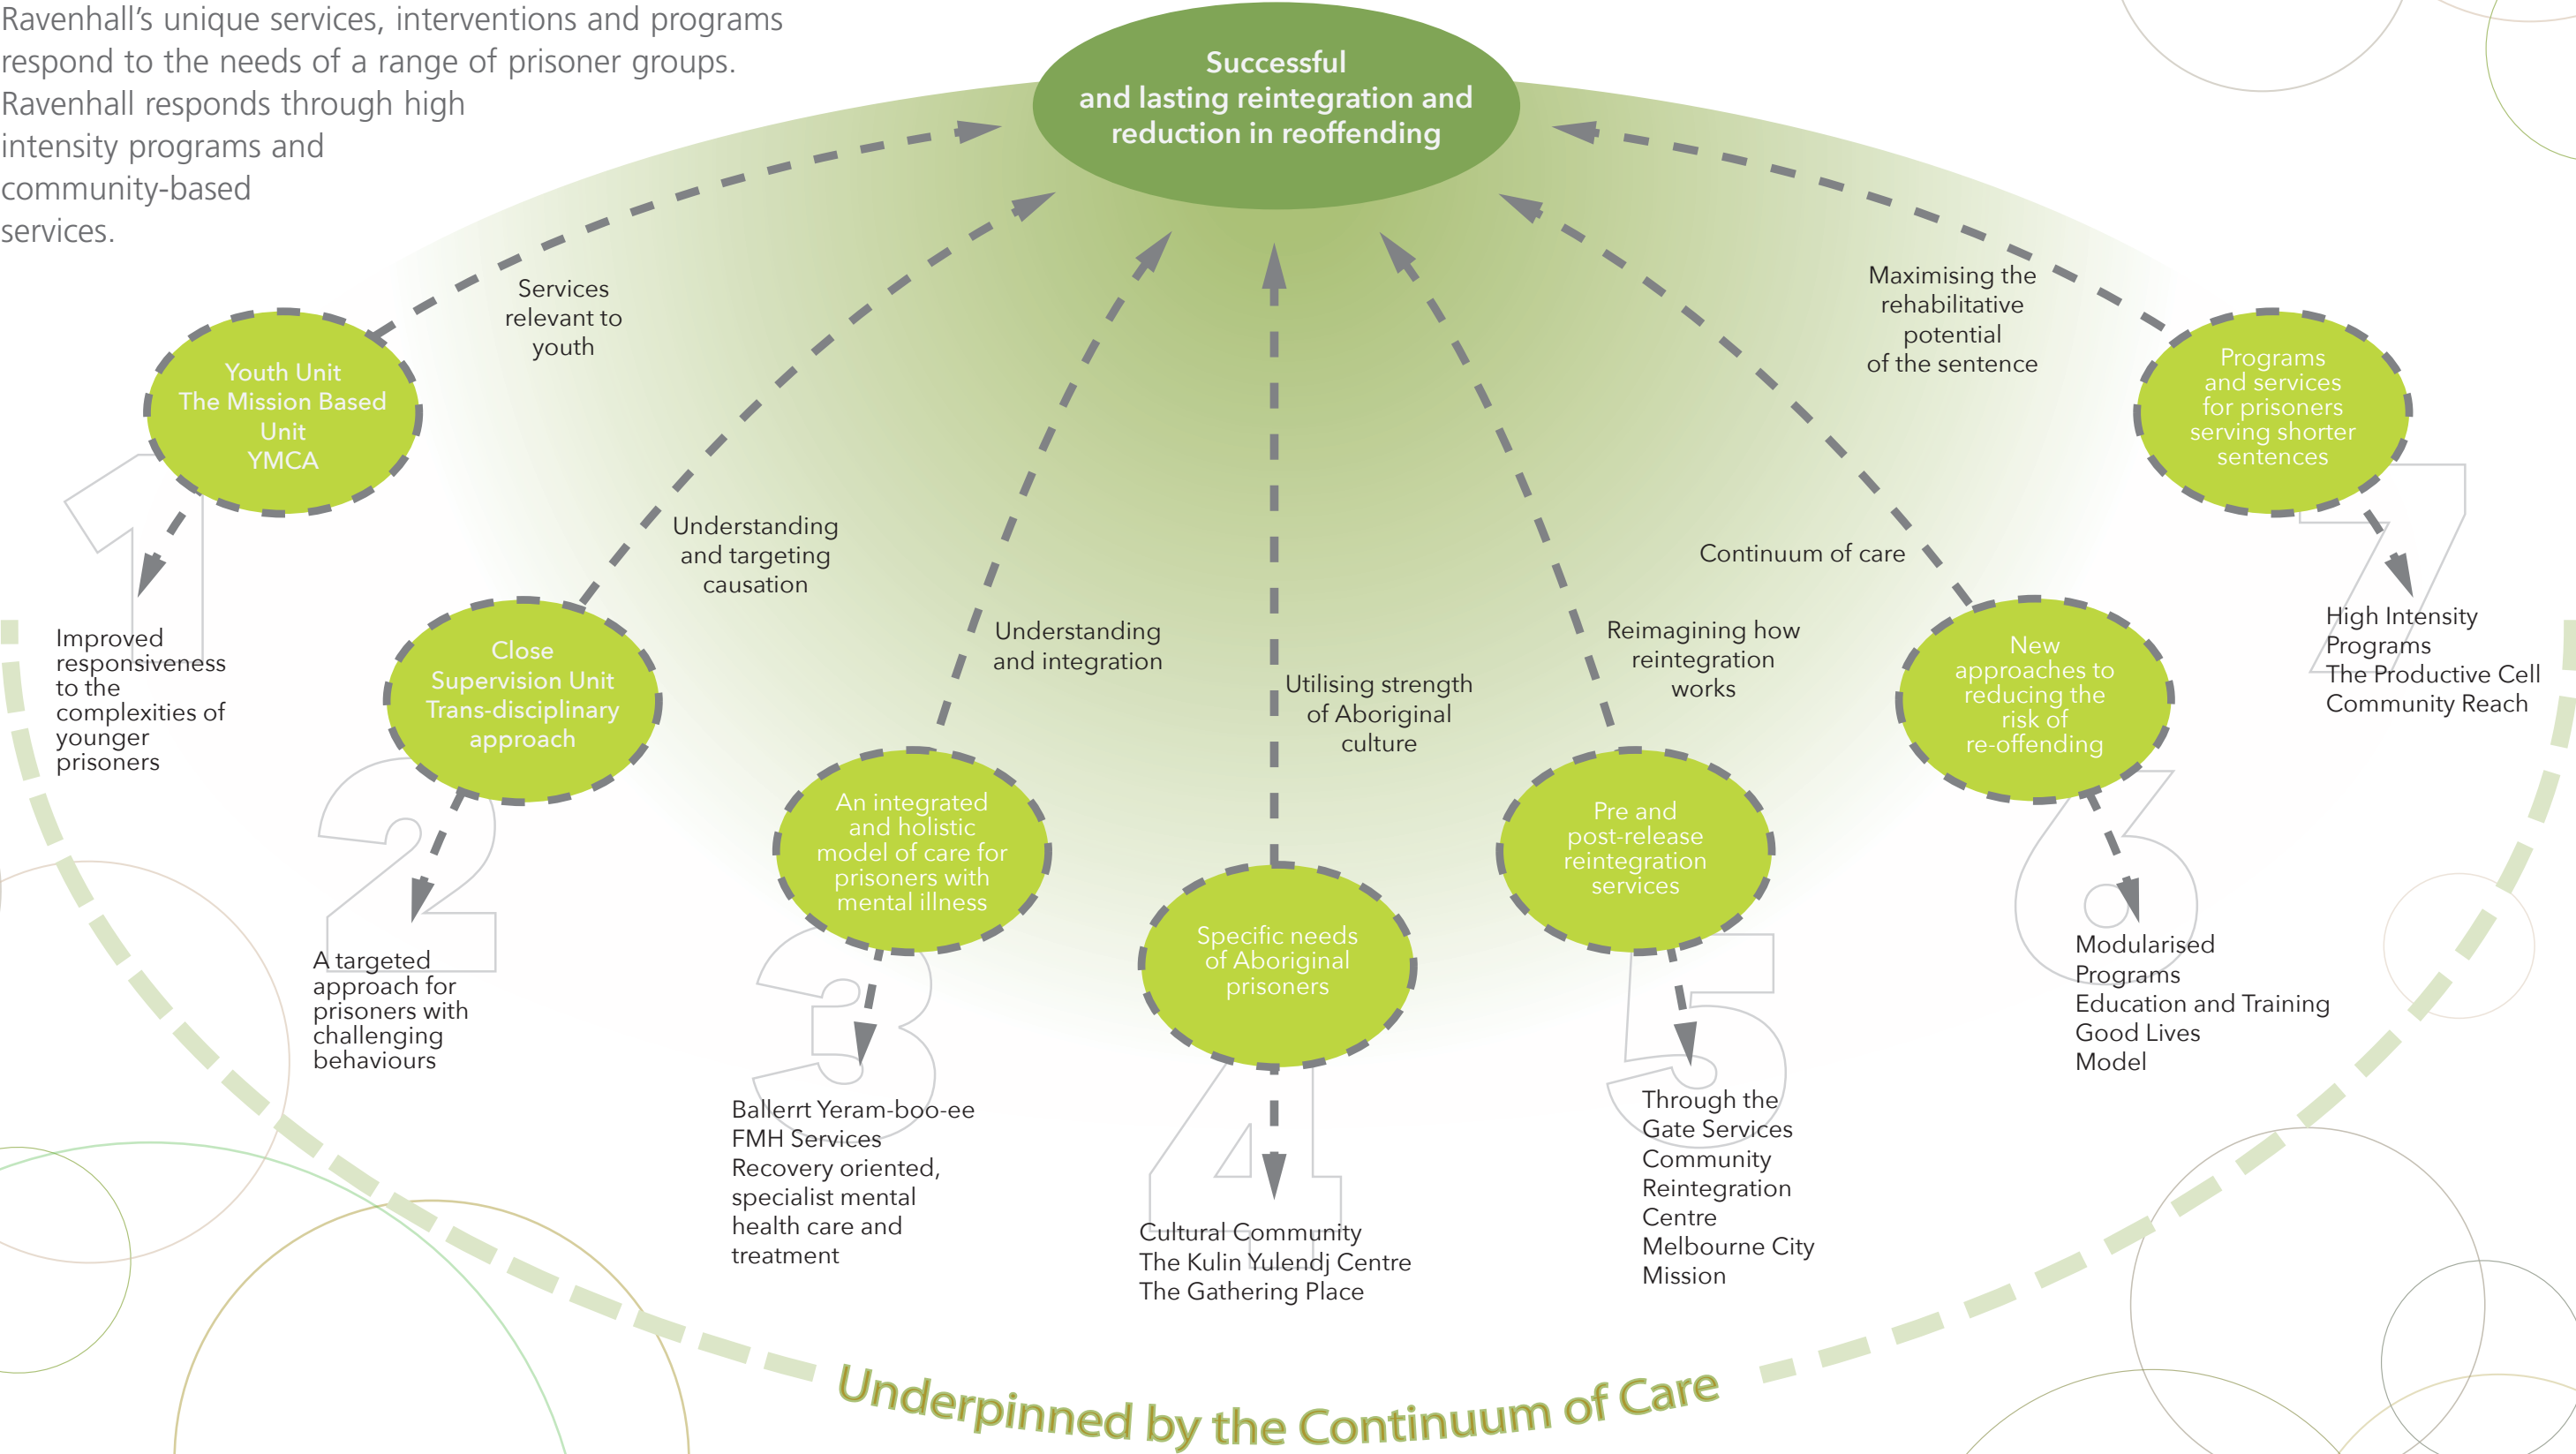 Ravenhall's unique services, interventions and programs
respond to the needs of a range of prisoner groups.
Ravenhall responds through high
intensity programs and
community-based
services.
Successful
and lasting reintegration and
reduction in reoffending
Services
relevant to
youth
Youth Unit
The Mission Based
Unit
YMCA
1
Improved
responsiveness
to the
complexities of
younger
prisoners
Understanding
and targeting
causation
Close
Supervision Unit
Trans-disciplinary
approach
2
A targeted
approach for
prisoners with
challenging
behaviours
Understanding
and integration
An integrated
and holistic
model of care for
prisoners with
mental illness
3
Ballerrt Yeram-boo-ee
FMH Services
Recovery oriented,
specialist mental
health care and
treatment
Utilising strength
of Aboriginal
culture
Specific needs
of Aboriginal
prisoners
4
Cultural Community
The Kulin Yulendj Centre
The Gathering Place
Reimagining how
reintegration
works
Pre and
post-release
reintegration
services
5
Through the
Gate Services
Community
Reintegration
Centre
Melbourne City
Mission
Continuum of care
New
approaches to
reducing the
risk of
re-offending
6
Modularised
Programs
Education and Training
Good Lives
Model
Maximising the
rehabilitative
potential
of the sentence
Programs
and services
for prisoners
serving shorter
sentences
7
High Intensity
Programs
The Productive Cell
Community Reach
Underpinned by the Continuum of Care